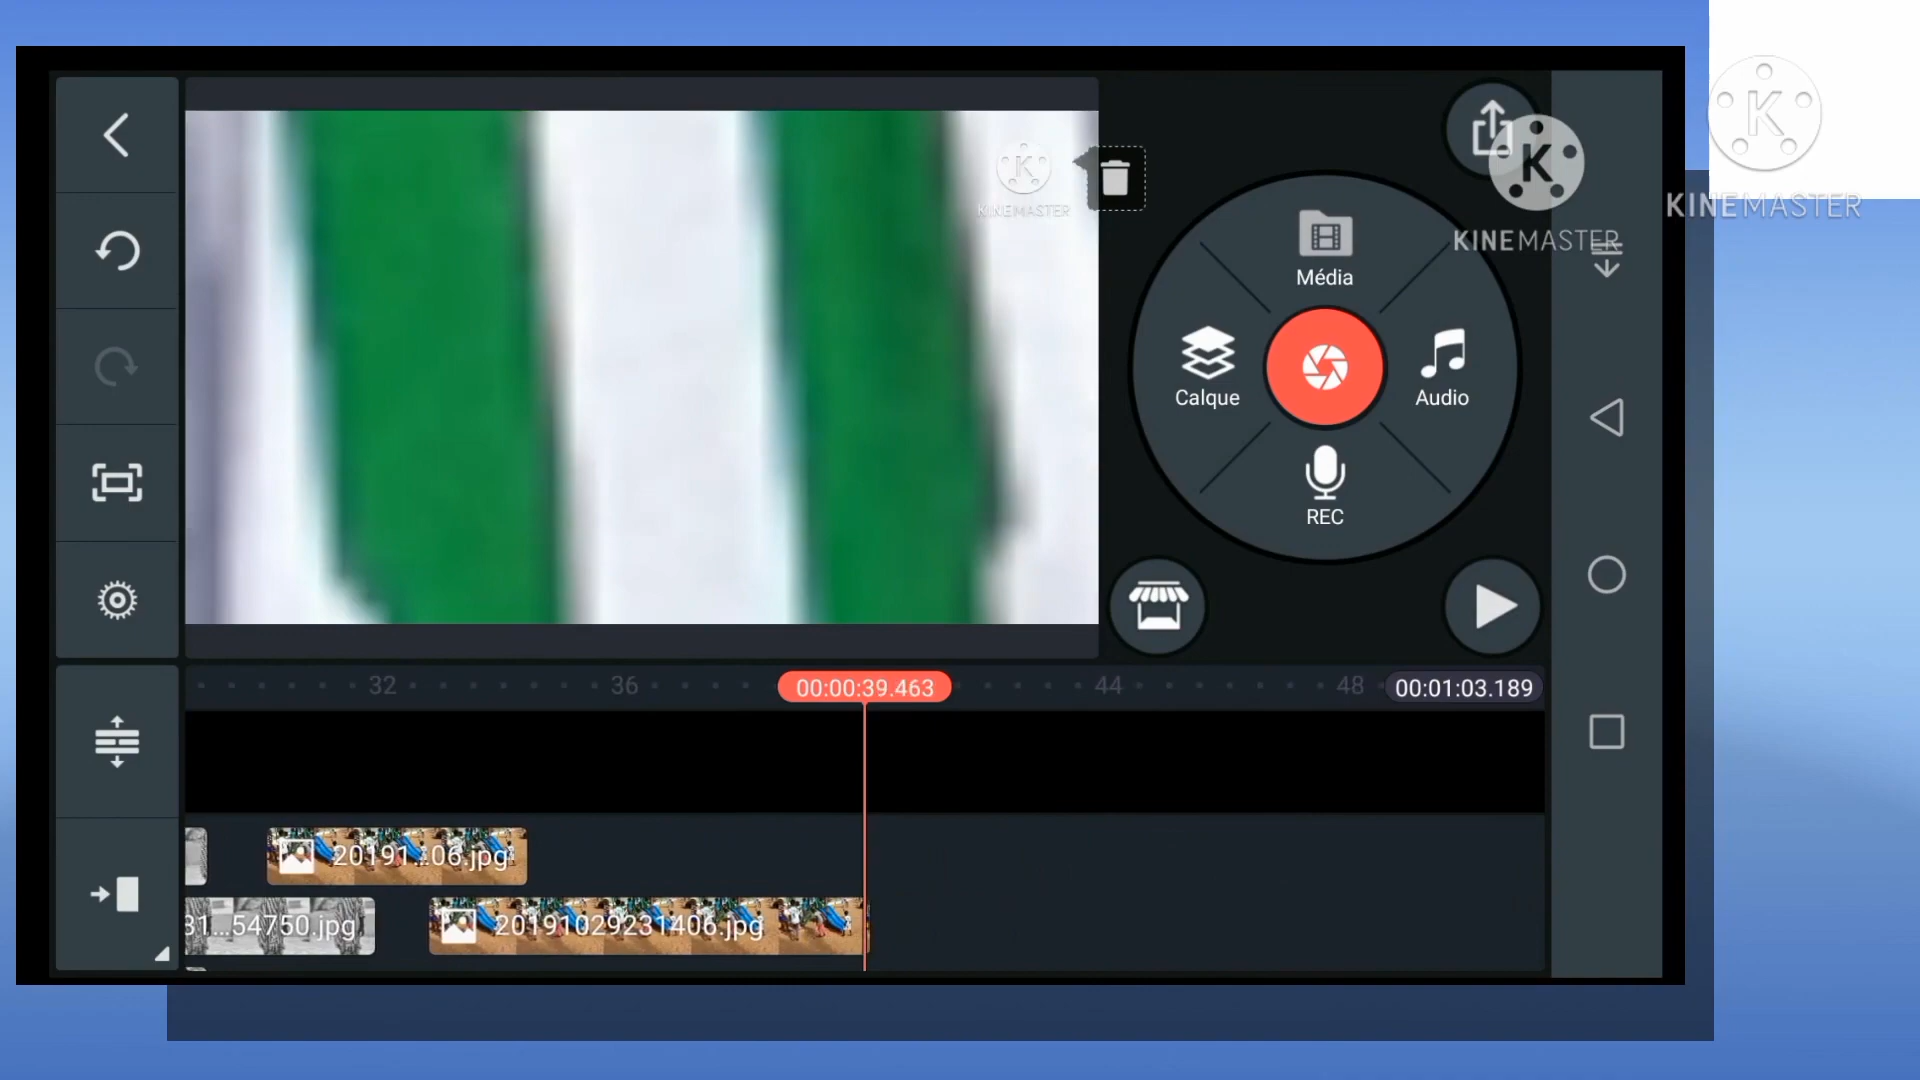 KINEMASTER
KINEMASTER
KINEMASTER
Média
Calque
Audio
REC
32
36
00:00:39.463
44
48
00:01:03.189
20191...06.jpg
31...54750.jpg
20191029231406.jpg